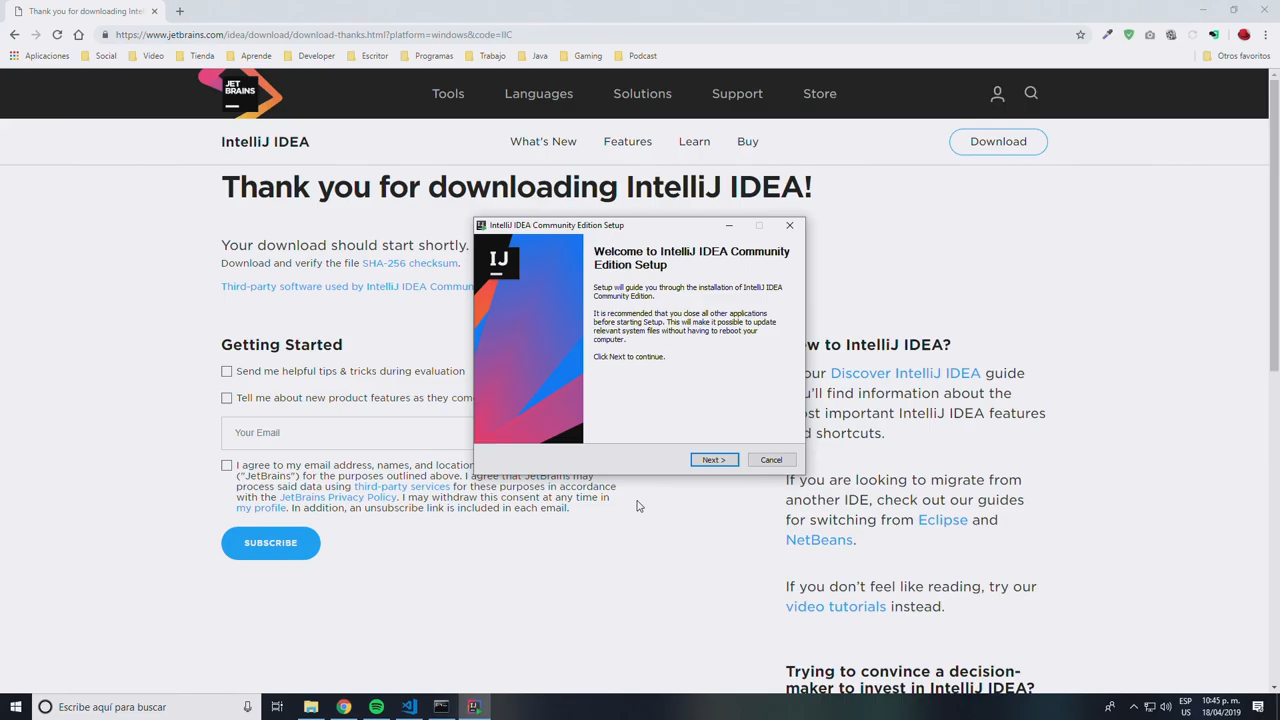 Thank you for downloading Intel
https://www.jetbrains.com/idea/download/download-thanks.html?platform=windows&code=IIC
Aplicaciones Social Video Tienda Aprende Developer Escritor Programas Trabajo Java Gaming Podcast Otros favoritos
JET
BRAINS
Tools Languages Solutions Support Store
IntelliJ IDEA What's New Features Learn Buy Download
Thank you for downloading IntelliJ IDEA!
Your download should start shortly.
Download and verify the file SHA-256 checksum.
Third-party software used by IntelliJ IDEA Commun
IntelliJ IDEA Community Edition Setup
IJ
Welcome to IntelliJ IDEA Community
Edition Setup
Setup will guide you through the installation of IntelliJ IDEA
Community Edition.
It is recommended that you close all other applications
before starting Setup. This will make it possible to update
relevant system files without having to reboot your
computer.
Click Next to continue.
Next > Cancel
Getting Started
Send me helpful tips & tricks during evaluation
Tell me about new product features as they com
Your Email
I agree to my email address, names, and location
("JetBrains") for the purposes outlined above. I agree that JetBrains may
process said data using third-party services for these purposes in accordance
with the JetBrains Privacy Policy. I may withdraw this consent at any time in
my profile. In addition, an unsubscribe link is included in each email.
SUBSCRIBE
w to IntelliJ IDEA?
our Discover IntelliJ IDEA guide
u'll find information about the
st important IntelliJ IDEA features
d shortcuts.
If you are looking to migrate from
another IDE, check out our guides
for switching from Eclipse and
NetBeans.
If you don't feel like reading, try our
video tutorials instead.
Trying to convince a decision-
maker to invest in IntelliJ IDEA?
Escribe aquí para buscar
ESP
US
10:45 p. m.
18/04/2019